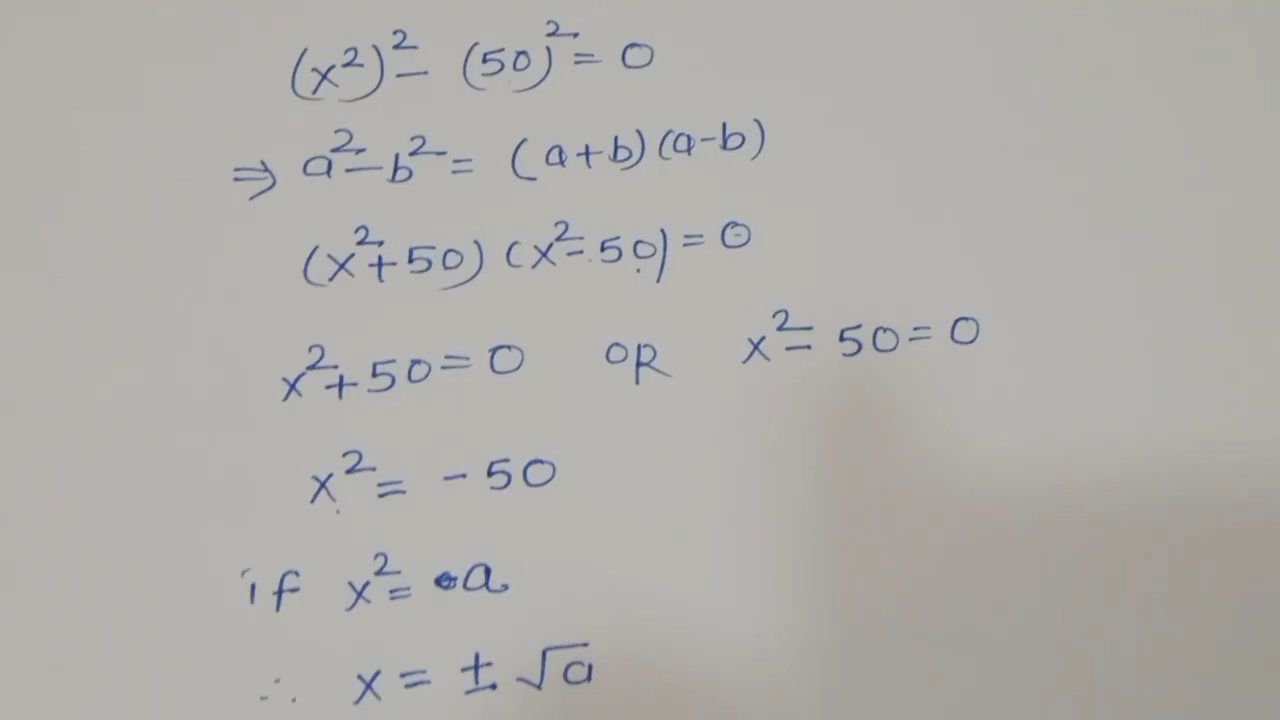 (x²)² - (50)² = 0
⇒ a² - b² = (a+b)(a-b)
(x²+50)(x²-50) = 0
x²+50=0 OR x²-50=0
x² = -50
if x² = a
∴ x = ± √a